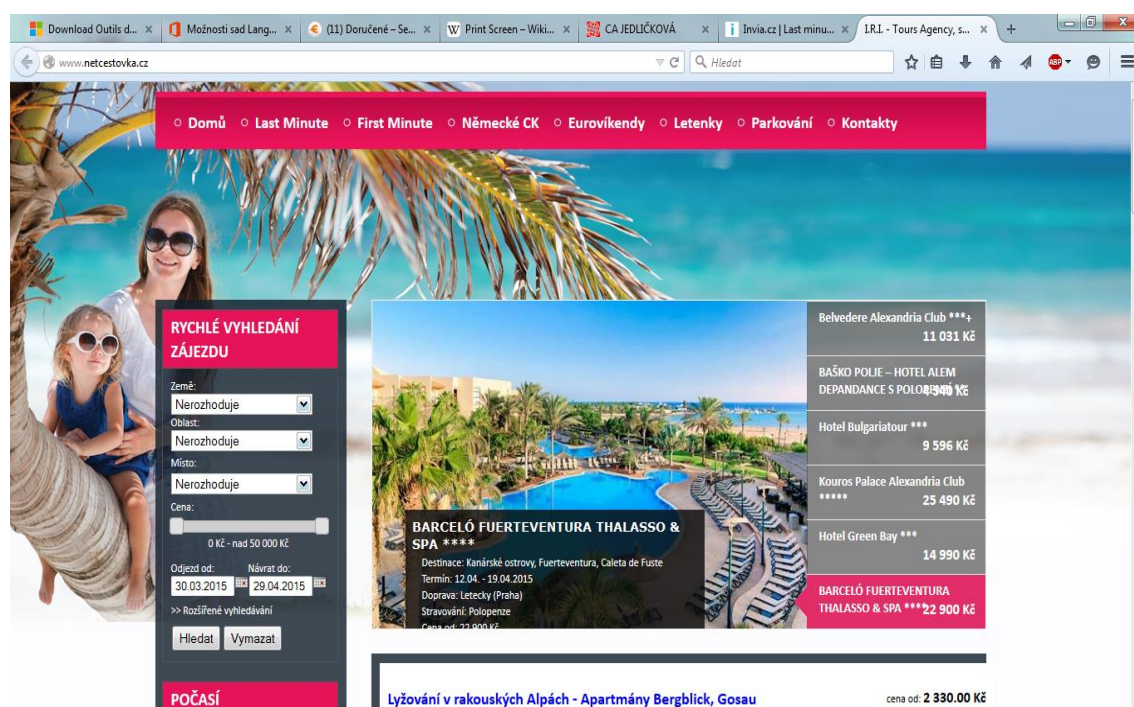 Download Outils d...
Možnosti sad Lang...
(11) Doručené – Se...
Print Screen – Wiki...
CA JEDLIČKOVÁ
Invia.cz | Last minu...
I.R.I. - Tours Agency, s...
www.netcestovka.cz
Hledat
ABP
Domů
Last Minute
First Minute
Německé CK
Eurovíkendy
Letenky
Parkování
Kontakty
RYCHLÉ VYHLEDÁNÍ
ZÁJEZDU
Země:
Nerozhoduje
Oblast:
Nerozhoduje
Místo:
Nerozhoduje
Cena:
0 Kč - nad 50 000 Kč
Odjezd od: Návrat do:
30.03.2015 29.04.2015
>> Rozšířené vyhledávání
Hledat Vymazat
POČASÍ
BARCELÓ FUERTEVENTURA THALASSO &
SPA ****
Destinace: Kanárské ostrovy, Fuerteventura, Caleta de Fuste
Termín: 12.04. - 19.04.2015
Doprava: Letecky (Praha)
Stravování: Polopenze
Cena od: 22 900 Kč
Belvedere Alexandria Club ***+
11 031 Kč
BAŠKO POLJE – HOTEL ALEM
DEPANDANCE S
Hotel Bulgariatour ***
9 596 Kč
Kouros Palace Alexandria Club
*****
25 490 Kč
Hotel Green Bay ***
14 990 Kč
BARCELÓ FUERTEVENTURA
THALASSO & SPA ****
22 900 Kč
Lyžování v rakouských Alpách - Apartmány Bergblick, Gosau
cena od: 2 330.00 Kč